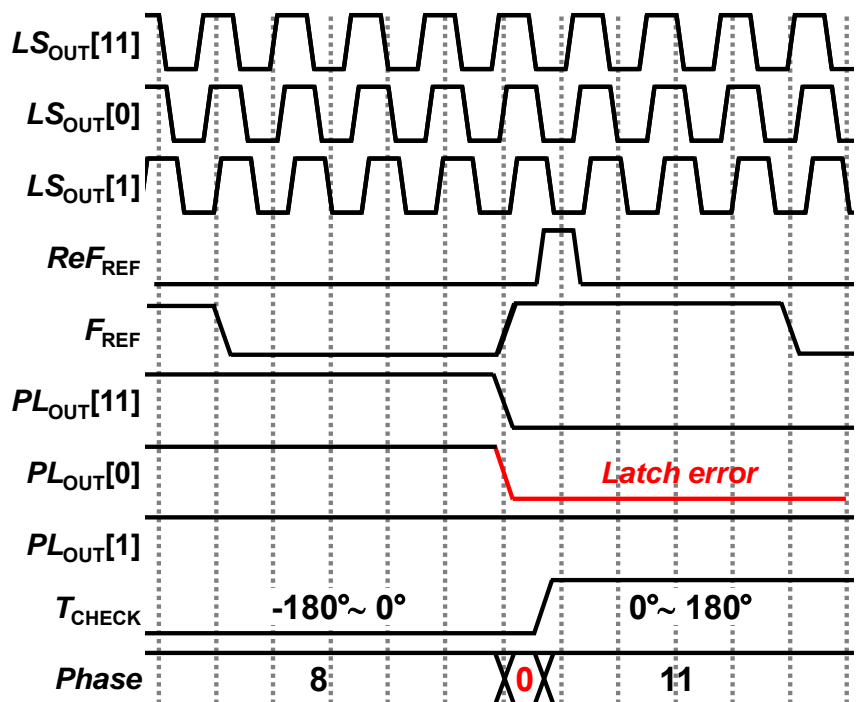 LSOUT[11]
LSOUT[0]
LSOUT[1]
ReFREF
FREF
PLOUT[11]
PLOUT[0] Latch error
PLOUT[1]
TCHECK -180°~ 0° 0°~ 180°
Phase 8 0 11